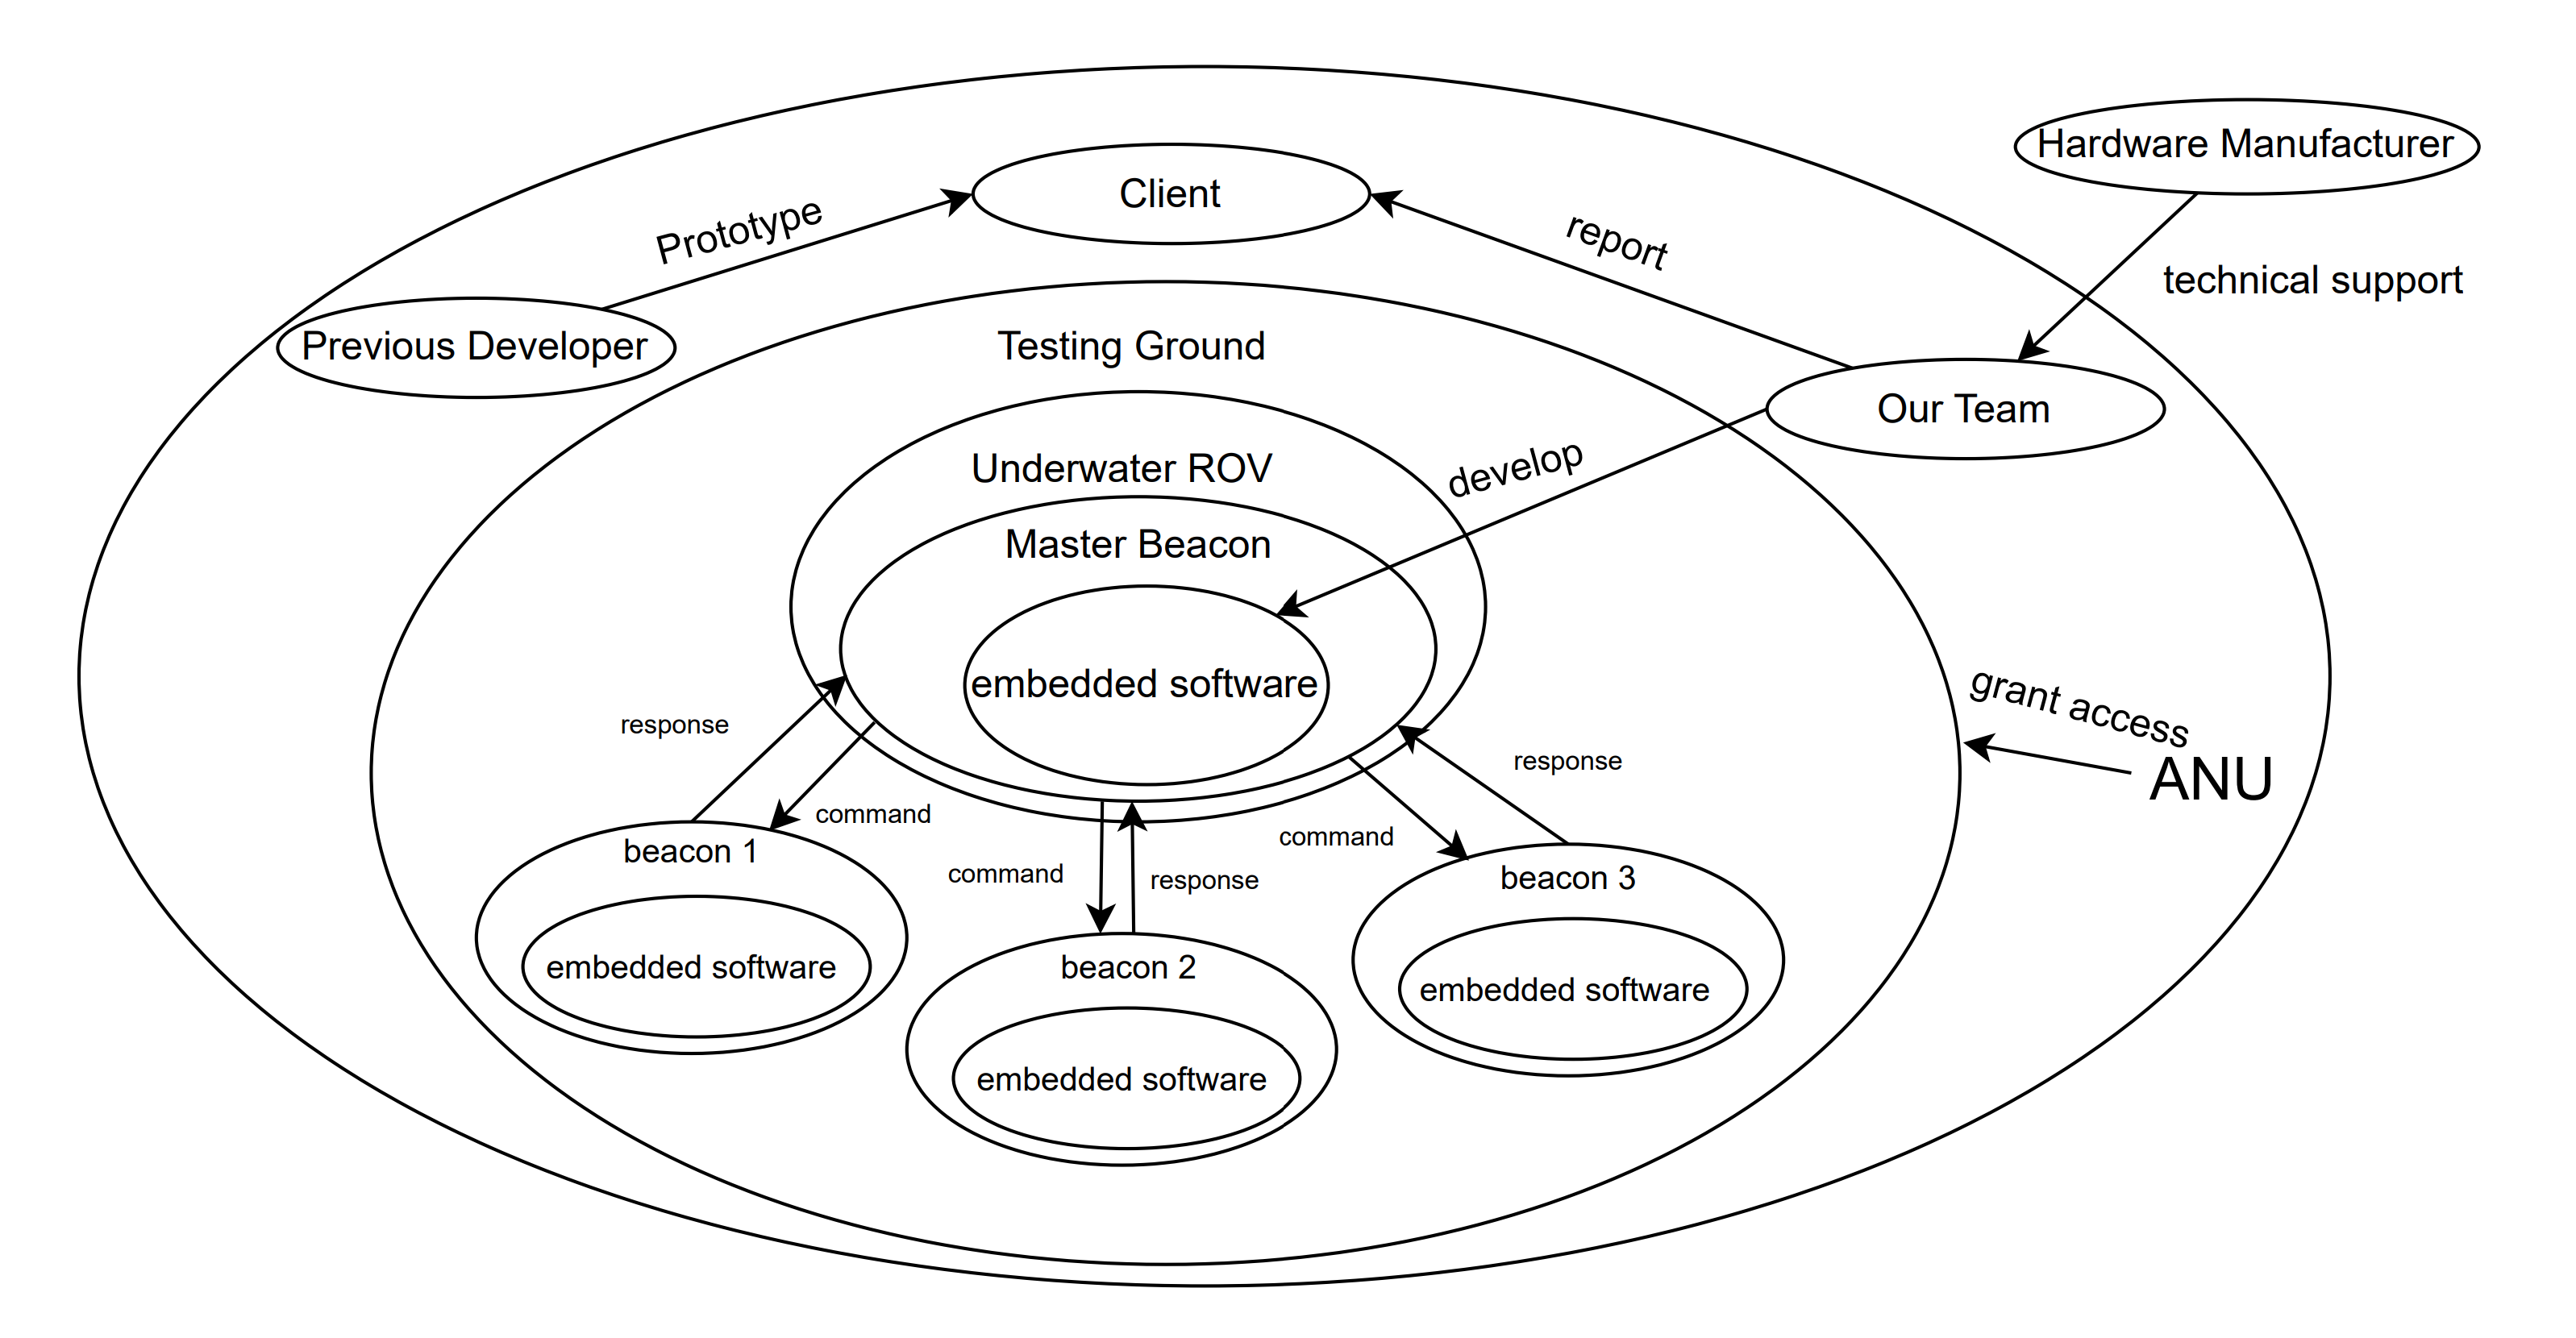 Hardware Manufacturer
Client
Prototype
report
technical support
Previous Developer
Testing Ground
Our Team
Underwater ROV
develop
Master Beacon
embedded software
response
grant access
response
ANU
command
command
beacon 1
command
response
beacon 3
embedded software
beacon 2
embedded software
embedded software